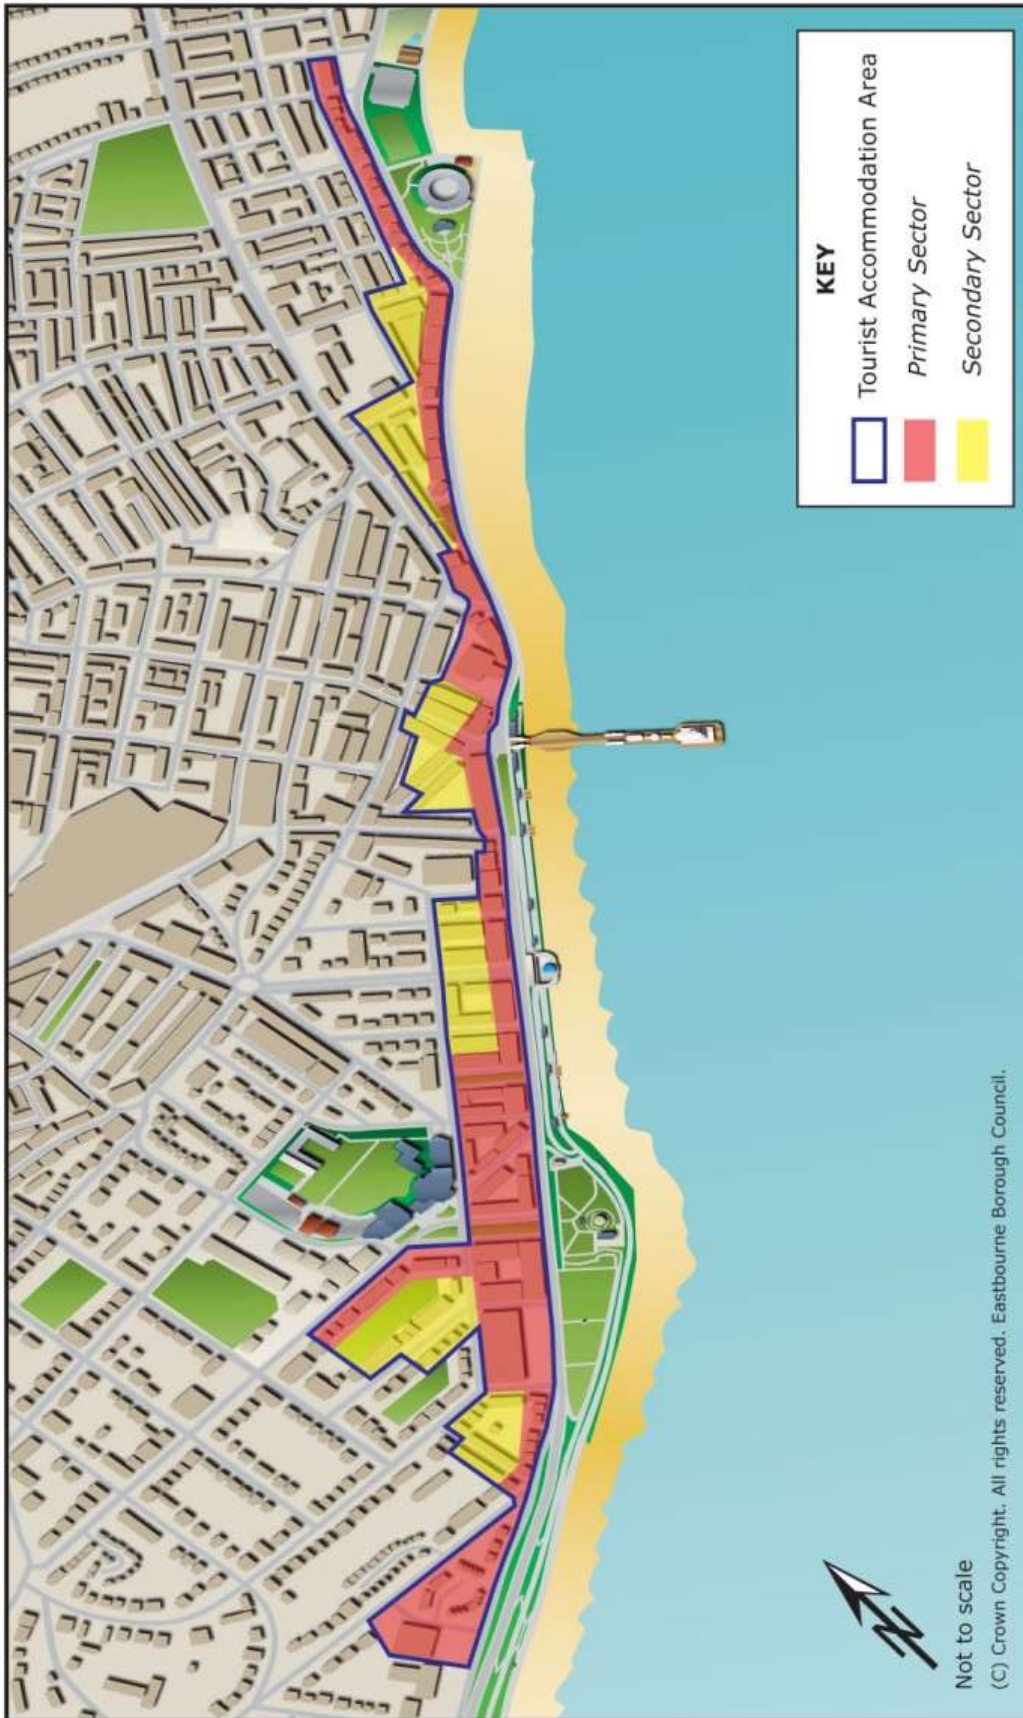 KEY
Tourist Accommodation Area
Primary Sector
Secondary Sector
N
Not to scale
(C) Crown Copyright. All rights reserved. Eastbourne Borough Council.